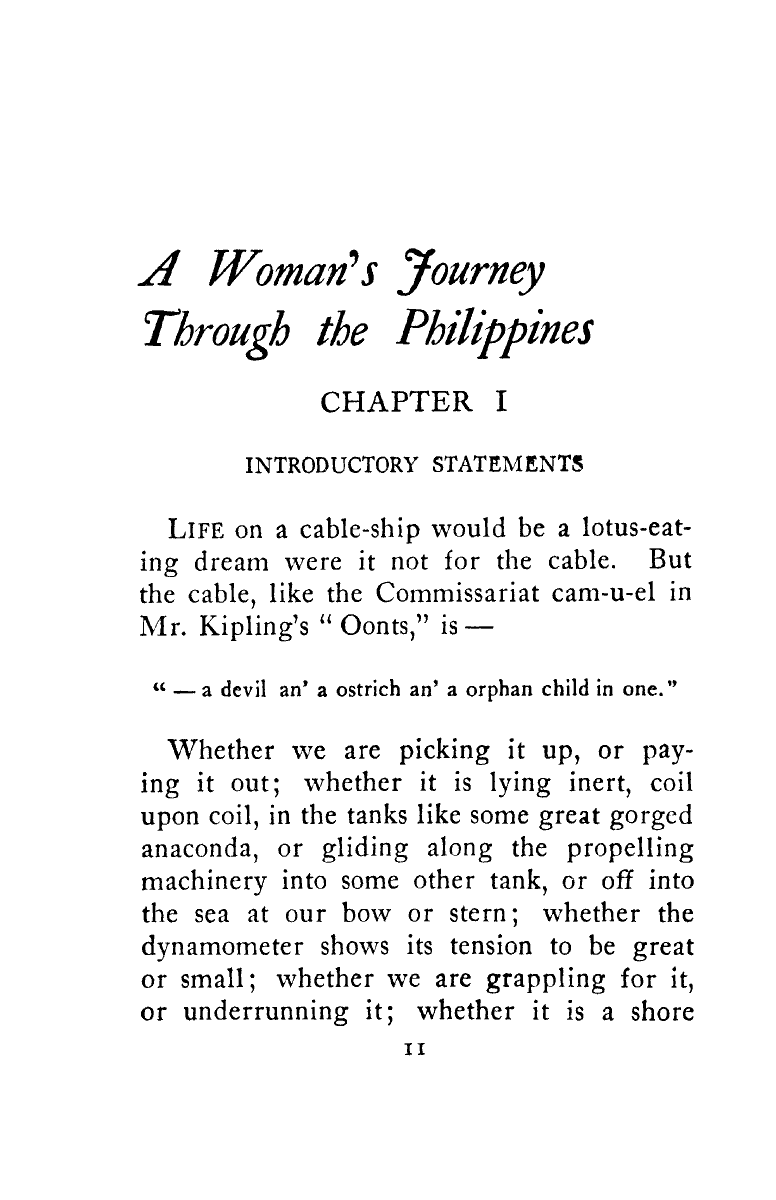 A Woman's Journey
Through the Philippines
CHAPTER I
INTRODUCTORY STATEMENTS
LIFE on a cable-ship would be a lotus-eat-
ing dream were it not for the cable. But
the cable, like the Commissariat cam-u-el in
Mr. Kipling's “ Oonts,” is —
“ — a devil an' a ostrich an' a orphan child in one.”
Whether we are picking it up, or pay-
ing it out; whether it is lying inert, coil
upon coil, in the tanks like some great gorged
anaconda, or gliding along the propelling
machinery into some other tank, or off into
the sea at our bow or stern; whether the
dynamometer shows its tension to be great
or small; whether we are grappling for it,
or underrunning it; whether it is a shore
11